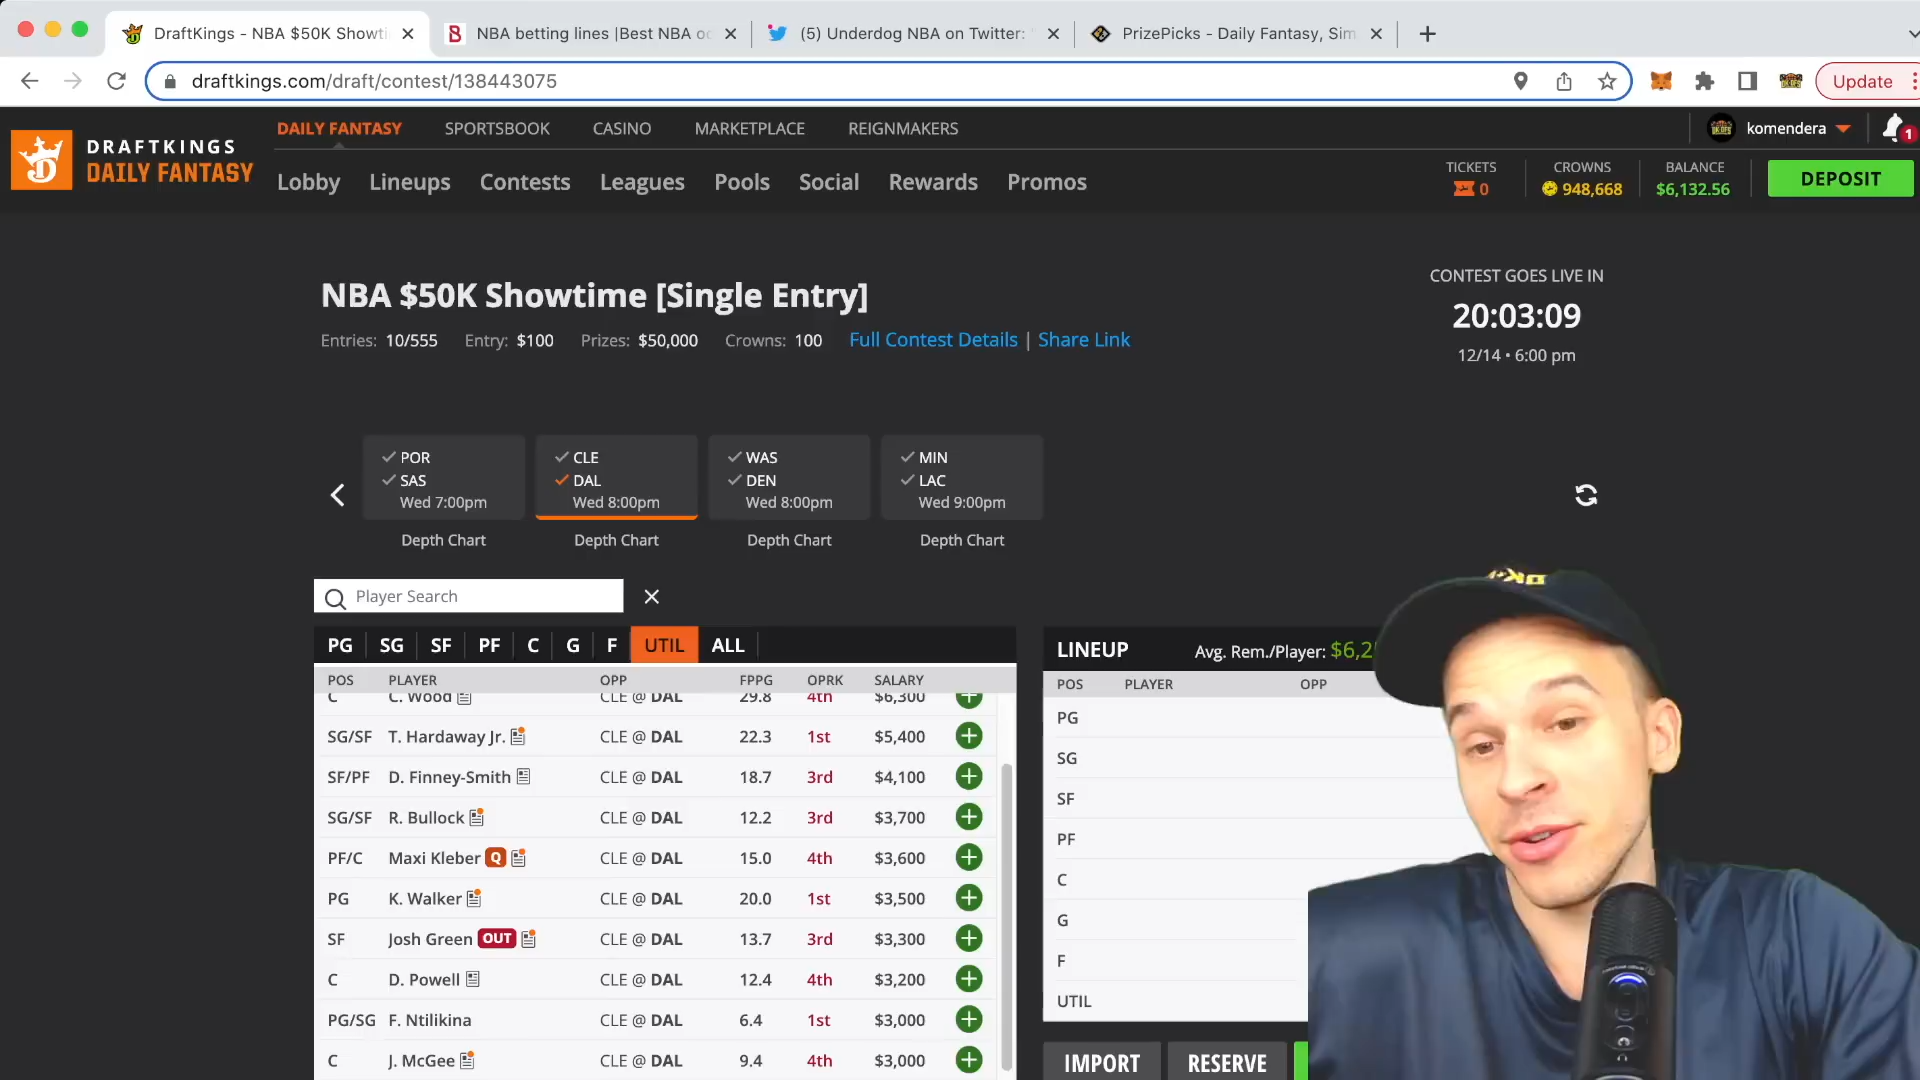 DraftKings - NBA $50K Showti
NBA betting lines |Best NBA o
(5) Underdog NBA on Twitter: "
PrizePicks - Daily Fantasy, Sim
draftkings.com/draft/contest/138443075
Update
DRAFTKINGS
DAILY FANTASY
DAILY FANTASY SPORTSBOOK CASINO MARKETPLACE REIGNMAKERS
komendera
1
Lobby Lineups Contests Leagues Pools Social Rewards Promos
TICKETS
0
CROWNS
948,668
BALANCE
$6,132.56
DEPOSIT
NBA $50K Showtime [Single Entry]
Entries: 10/555 Entry: $100 Prizes: $50,000 Crowns: 100 Full Contest Details | Share Link
CONTEST GOES LIVE IN
20:03:09
12/14 • 6:00 pm
POR
SAS
Wed 7:00pm
Depth Chart
CLE
DAL
Wed 8:00pm
Depth Chart
WAS
DEN
Wed 8:00pm
Depth Chart
MIN
LAC
Wed 9:00pm
Depth Chart
Player Search
PG SG SF PF C G F UTIL ALL
POS PLAYER OPP FPPG OPRK SALARY
C C. Wood CLE @ DAL 29.8 4th $6,300
SG/SF T. Hardaway Jr. CLE @ DAL 22.3 1st $5,400
SF/PF D. Finney-Smith CLE @ DAL 18.7 3rd $4,100
SG/SF R. Bullock CLE @ DAL 12.2 3rd $3,700
PF/C Maxi Kleber Q CLE @ DAL 15.0 4th $3,600
PG K. Walker CLE @ DAL 20.0 1st $3,500
SF Josh Green OUT CLE @ DAL 13.7 3rd $3,300
C D. Powell CLE @ DAL 12.4 4th $3,200
PG/SG F. Ntilikina CLE @ DAL 6.4 1st $3,000
C J. McGee CLE @ DAL 9.4 4th $3,000
LINEUP Avg. Rem./Player: $6,2
POS PLAYER OPP
PG
SG
SF
PF
C
G
F
UTIL
IMPORT RESERVE